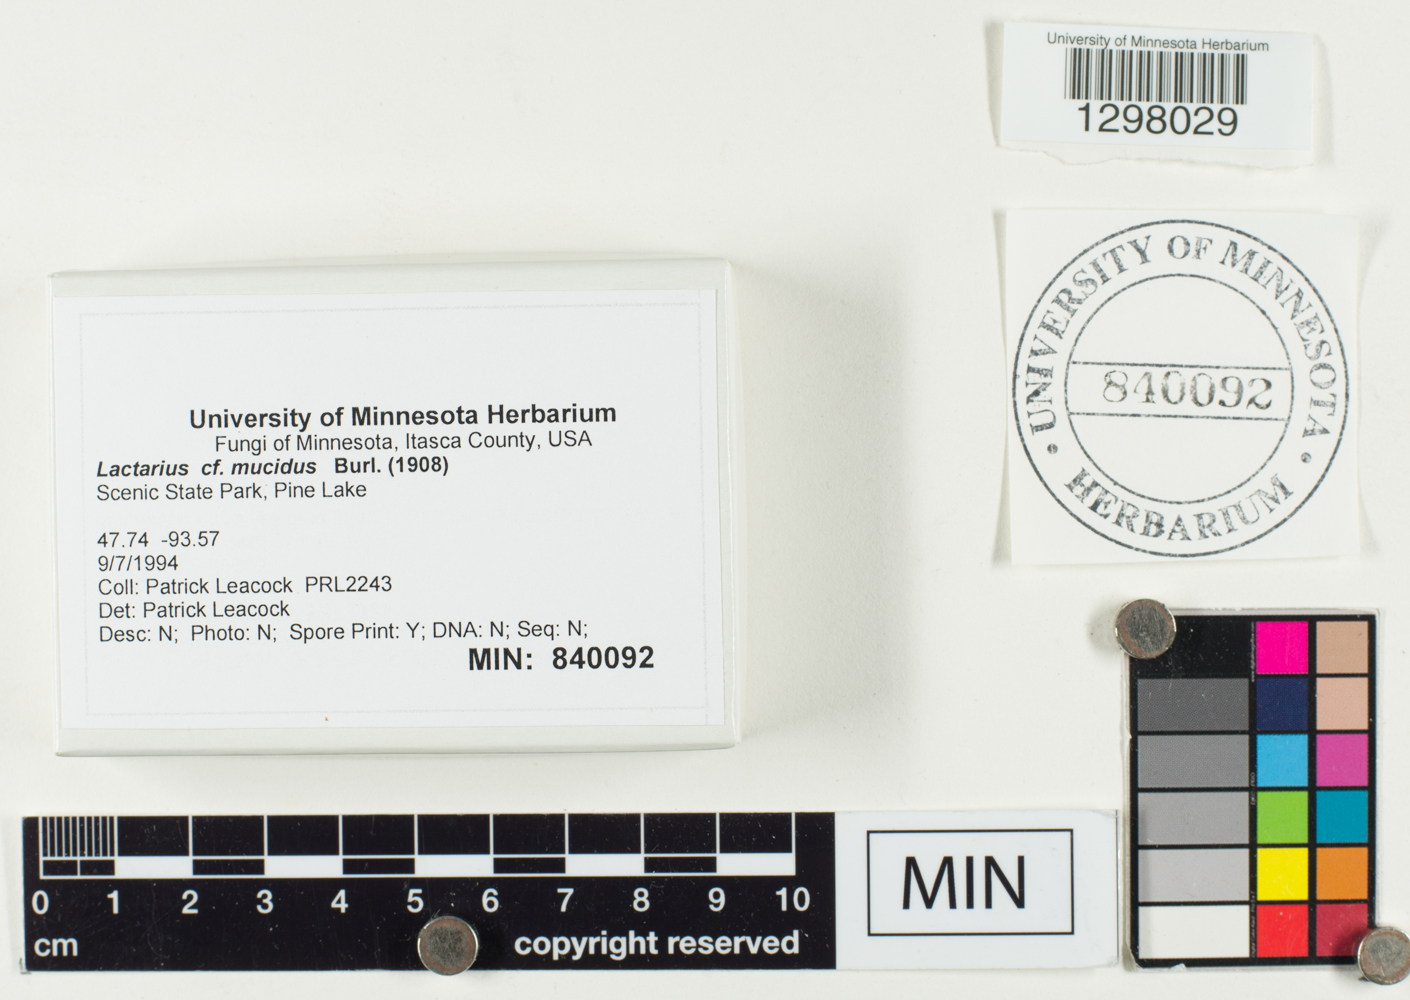 University of Minnesota Herbarium
1298029
UNIVERSITY OF MINNESOTA
840092
HERBARIUM
University of Minnesota Herbarium
Fungi of Minnesota, Itasca County, USA
Lactarius cf. mucidus Burl. (1908)
Scenic State Park, Pine Lake
47.74 -93.57
9/7/1994
Coll: Patrick Leacock PRL2243
Det: Patrick Leacock
Desc: N; Photo: N; Spore Print: Y; DNA: N; Seq: N;
MIN: 840092
0 1 2 3 4 5 6 7 8 9 10
cm
copyright reserved
MIN